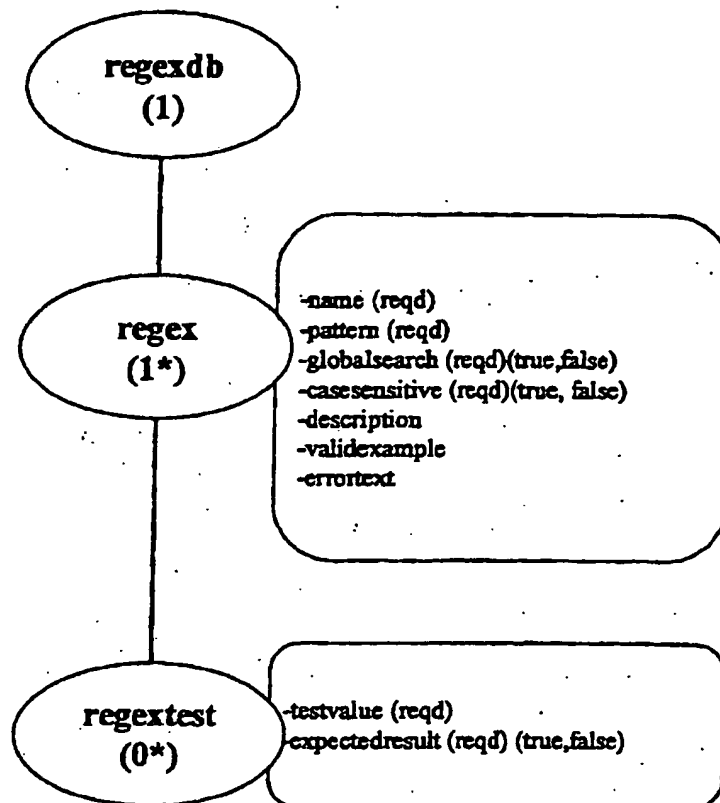 regexdb
(1)
regex
(1*)
-name (reqd)
-pattern (reqd)
-globalsearch (reqd)(true,false)
-casesensitive (reqd)(true, false)
-description
-validexample
-errortext
regextest
(0*)
-testvalue (reqd)
-expectedresult (reqd) (true,false)